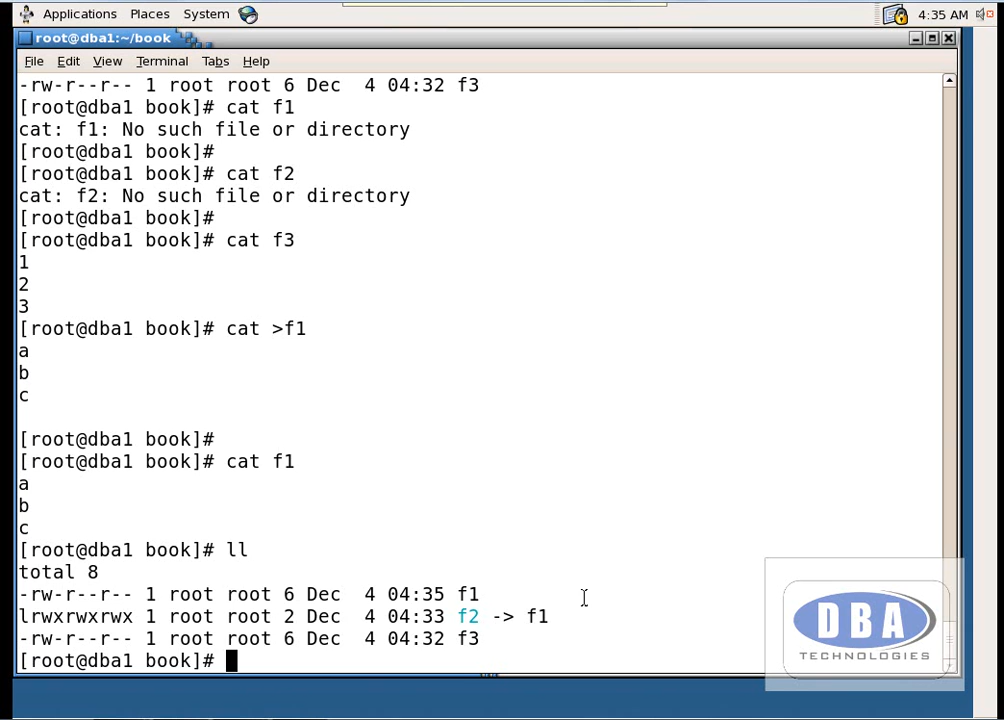 Applications Places System 4:35 AM
root@dba1:~/book
File Edit View Terminal Tabs Help
-rw-r--r-- 1 root root 6 Dec  4 04:32 f3
[root@dba1 book]# cat f1
cat: f1: No such file or directory
[root@dba1 book]#
[root@dba1 book]# cat f2
cat: f2: No such file or directory
[root@dba1 book]#
[root@dba1 book]# cat f3
1
2
3
[root@dba1 book]# cat >f1
a
b
c
[root@dba1 book]#
[root@dba1 book]# cat f1
a
b
c
[root@dba1 book]# ll
total 8
-rw-r--r-- 1 root root 6 Dec  4 04:35 f1
lrwxrwxrwx 1 root root 2 Dec  4 04:33 f2 -> f1
-rw-r--r-- 1 root root 6 Dec  4 04:32 f3
[root@dba1 book]#
DBA
TECHNOLOGIES